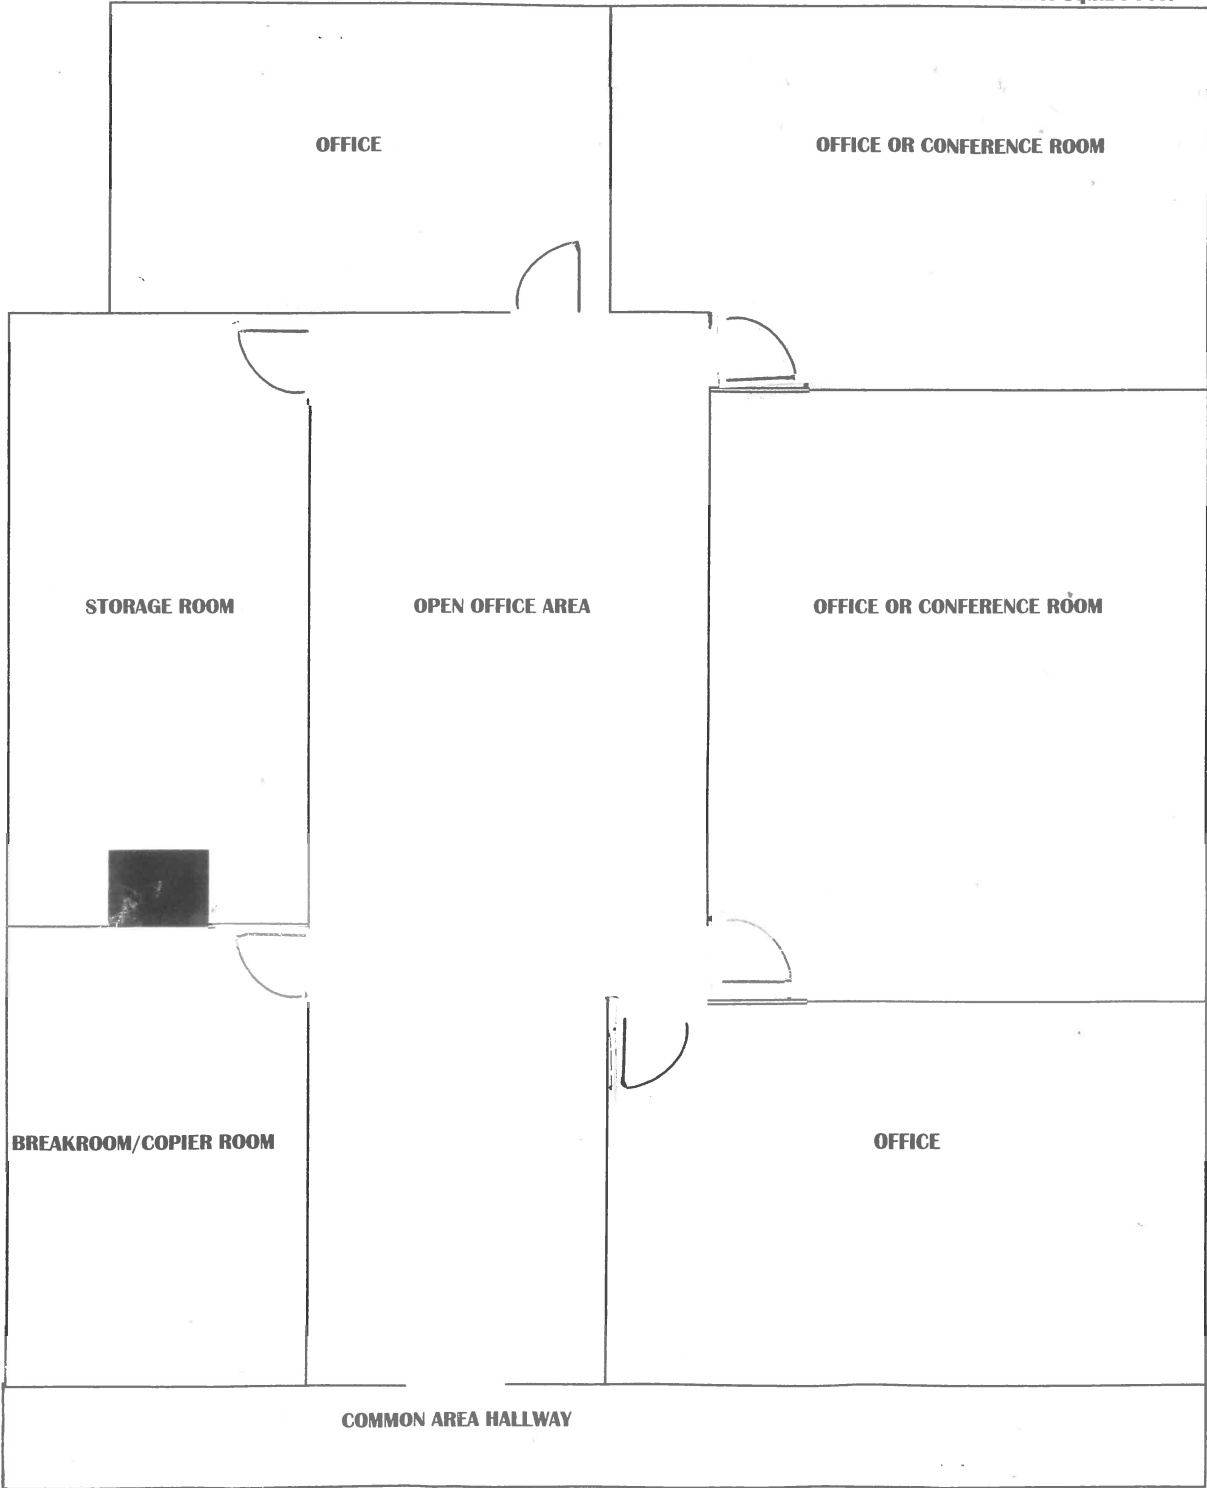 OFFICE
OFFICE OR CONFERENCE ROOM
STORAGE ROOM
OPEN OFFICE AREA
OFFICE OR CONFERENCE ROOM
BREAKROOM/COPIER ROOM
OFFICE
COMMON AREA HALLWAY